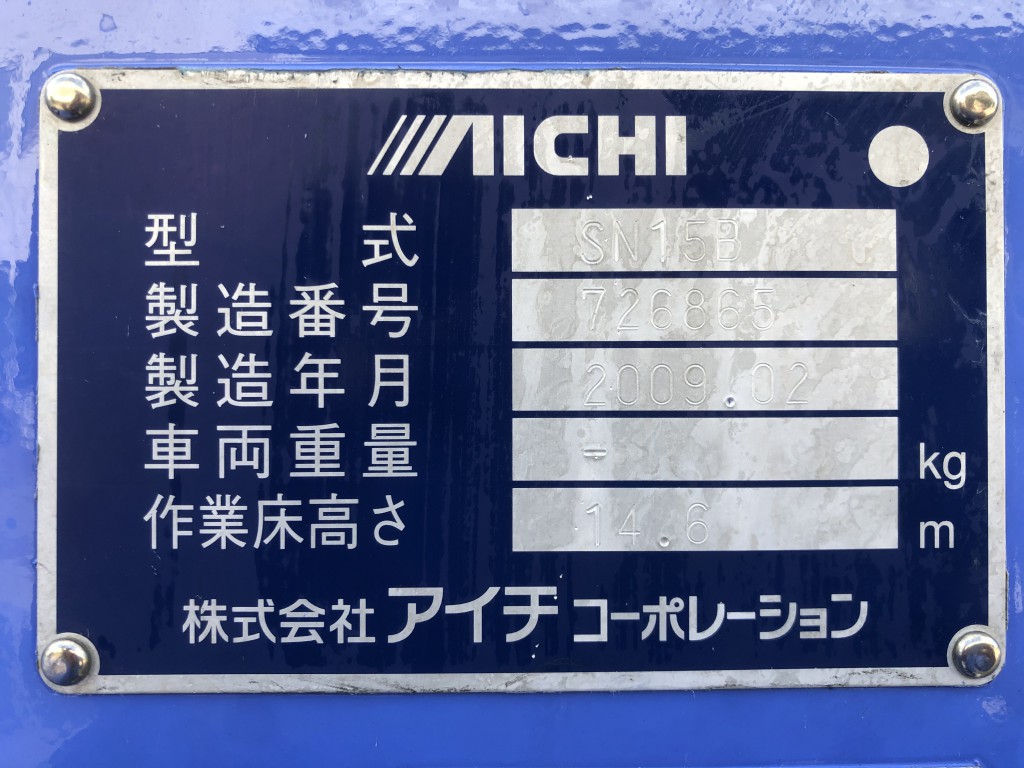 AICHI
型式 SN15B
製造番号 726865
製造年月 2009.02
車両重量 - kg
作業床高さ 14.6 m
株式会社アイチコーポレーション